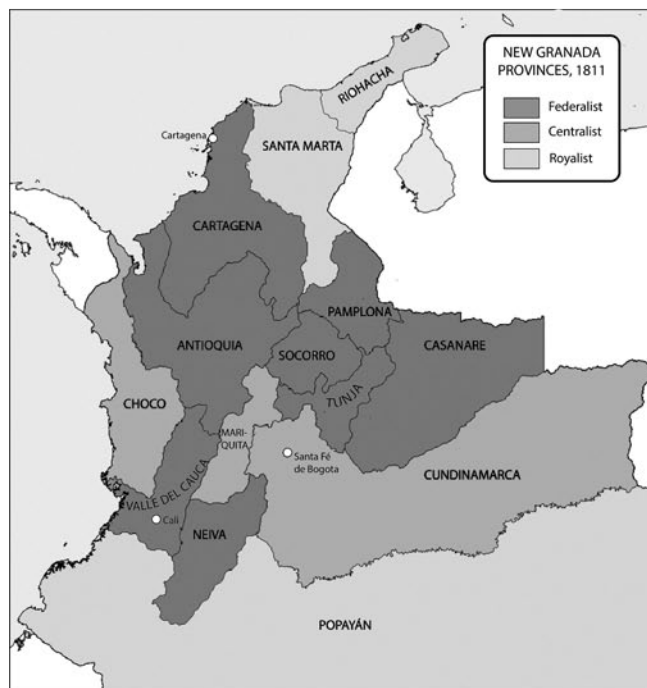 NEW GRANADA
PROVINCES, 1811
Federalist
Centralist
Royalist
RIOHACHA
Cartagena
SANTA MARTA
CARTAGENA
PAMPLONA
ANTIOQUIA
SOCORRO
CASANARE
TUNJA
CHOCO
MARI-
QUITA
Santa Fé
de Bogota
CUNDINAMARCA
VALLE DEL CAUCA
Cali
NEIVA
POPAYÁN